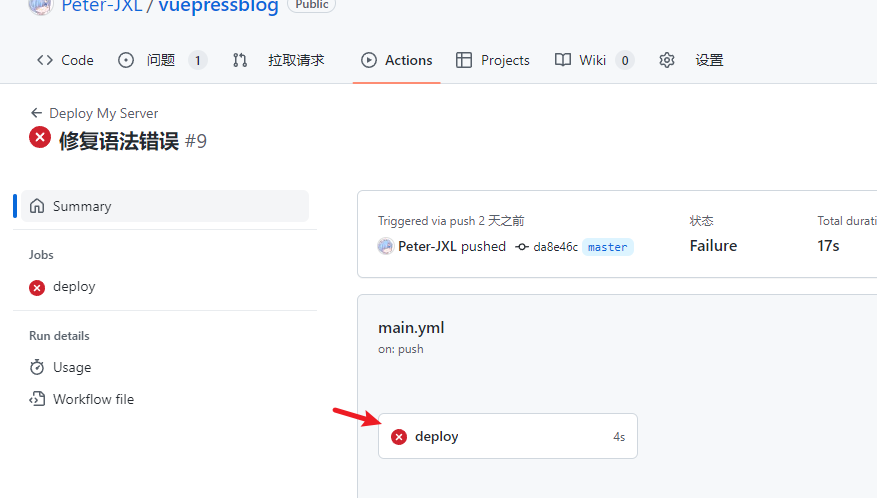 Peter-JXL / vuepressblog Public
Code 问题 1 拉取请求 Actions Projects Wiki 0 设置
← Deploy My Server
修复语法错误 #9
Summary
Jobs
deploy
Run details
Usage
Workflow file
Triggered via push 2 天之前 状态 Total durati
Peter-JXL pushed da8e46c master Failure 17s
main.yml
on: push
deploy 4s